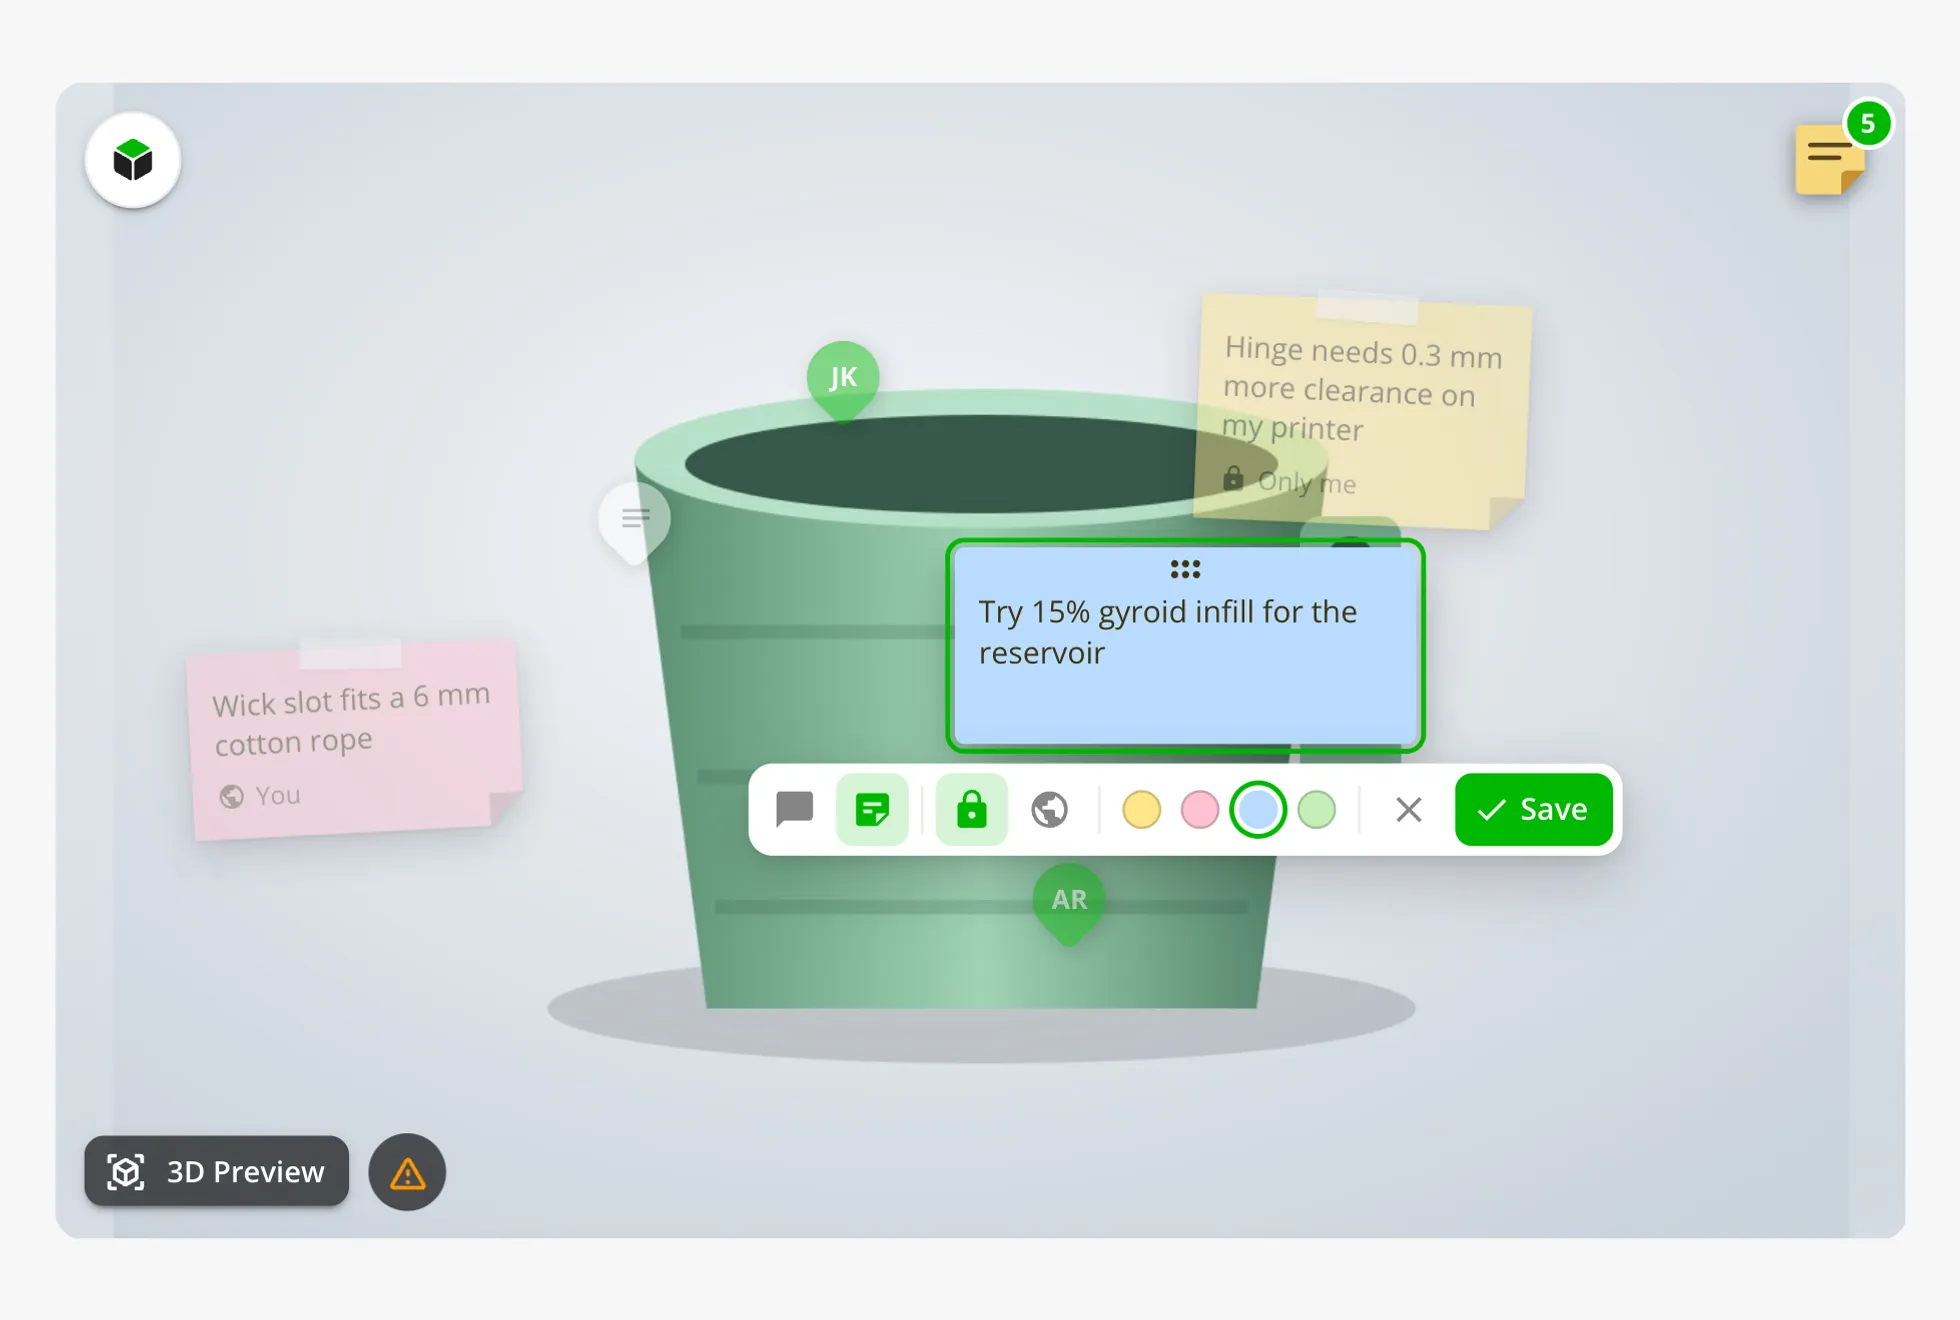 5
JK
Hinge needs 0.3 mm
more clearance on
my printer
Only me
Try 15% gyroid infill for the
reservoir
Wick slot fits a 6 mm
cotton rope
You
Save
AR
3D Preview